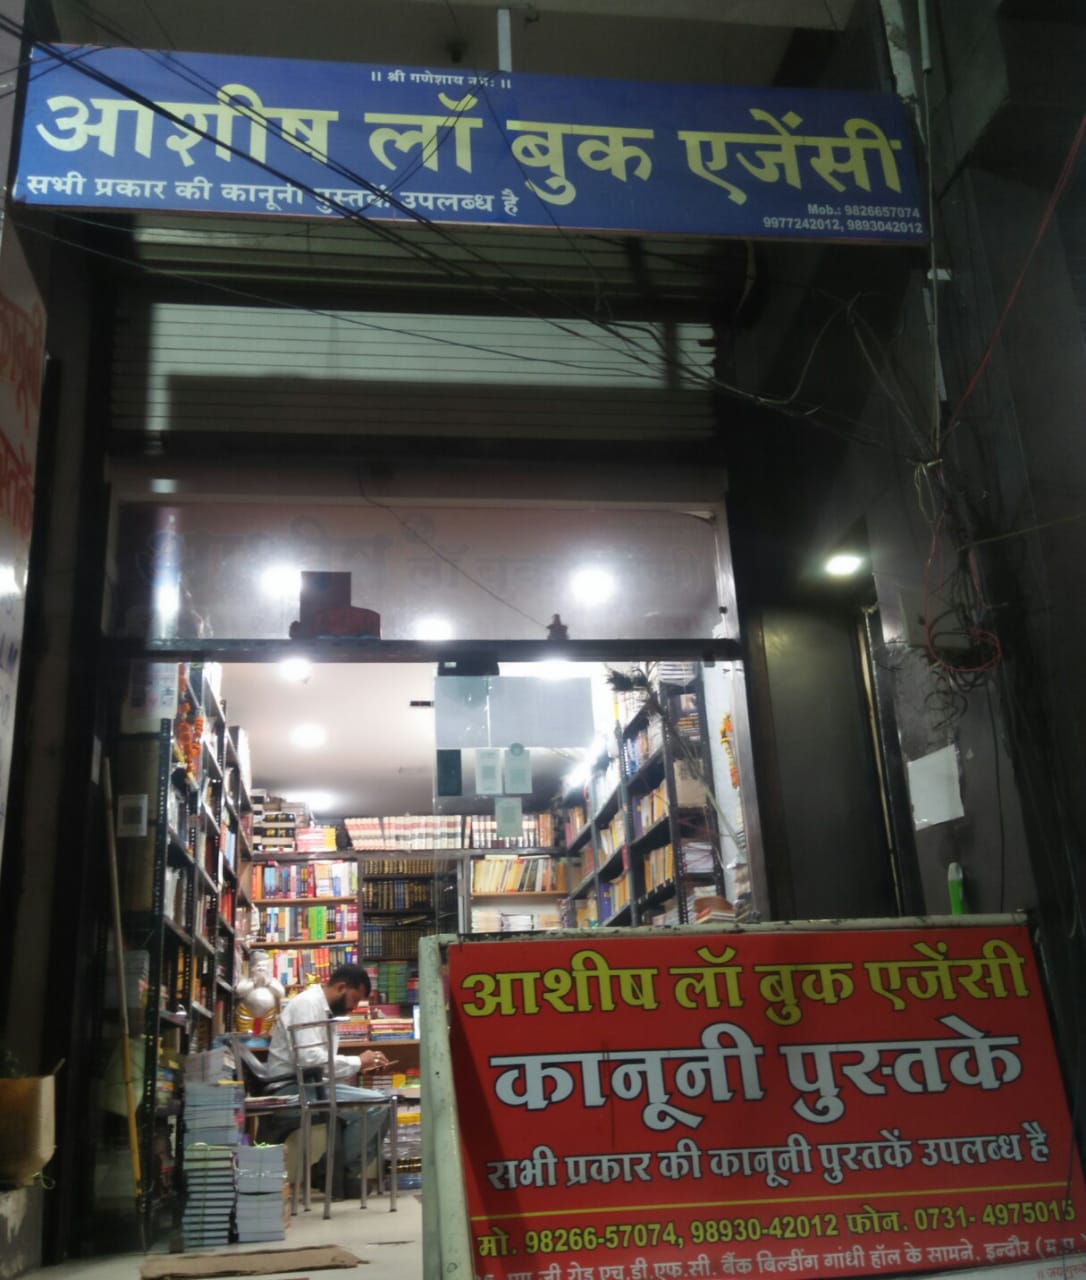 ॥ श्री गणेशाय नमः ॥
आशीष लॉ बुक एजेंसी
सभी प्रकार की कानूनी पुस्तकें उपलब्ध है
Mob.: 9826657074
9977242012, 9893042012
आशीष लॉ बुक एजेंसी
कानूनी पुस्तके
सभी प्रकार की कानूनी पुस्तकें उपलब्ध है
मो. 98266-57074, 98930-42012 फोन. 0731- 4975015
रोड एच.डी.एफ.सी. बैंक बिल्डींग गांधी हॉल के सामने, इन्दौर (म.प्र.)